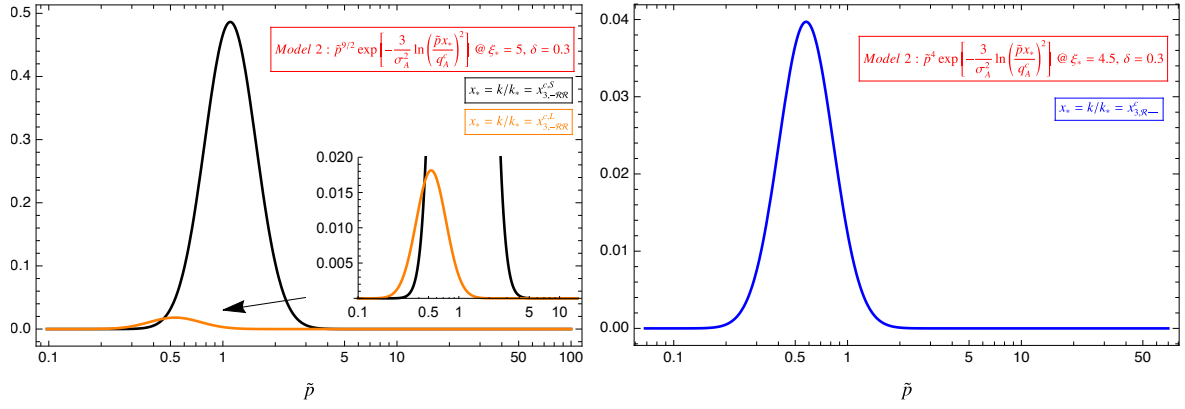 0.5
0.4
0.3
0.2
0.1
0.0
Model 2 : p̃^{9/2} exp[−3/σ_A^2 ln(p̃x_*/q_A^c)^2] @ ξ_* = 5, δ = 0.3
x_* = k/k_* = x_{3,−ℛℛ}^{c,S}
x_* = k/k_* = x_{3,−ℛℛ}^{c,L}
0.020
0.015
0.010
0.005
0.1 0.5 1 5 10
0.1 0.5 1 5 10 50 100
p̃
0.04
0.03
0.02
0.01
0.00
Model 2 : p̃^4 exp[−3/σ_A^2 ln(p̃x_*/q_A^c)^2] @ ξ_* = 4.5, δ = 0.3
x_* = k/k_* = x_{3,ℛ−−}^c
0.1 0.5 1 5 10 50
p̃